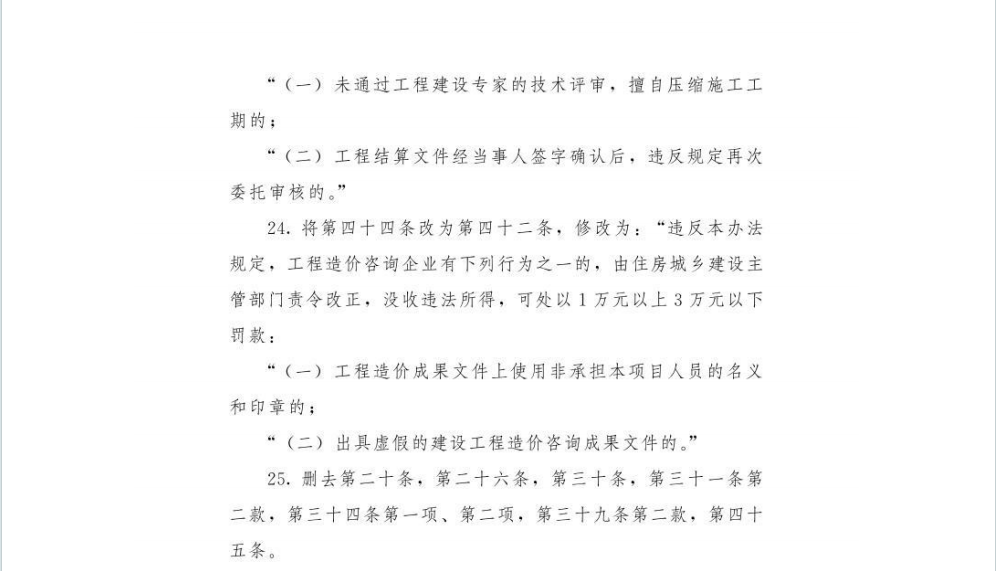 “（一）未通过工程建设专家的技术评审，擅自压缩施工工
期的；
“（二）工程结算文件经当事人签字确认后，违反规定再次
委托审核的。”
24. 将第四十四条改为第四十二条，修改为：“违反本办法
规定，工程造价咨询企业有下列行为之一的，由住房城乡建设主
管部门责令改正，没收违法所得，可处以1万元以上3万元以下
罚款：
“（一）工程造价成果文件上使用非承担本项目人员的名义
和印章的；
“（二）出具虚假的建设工程造价咨询成果文件的。”
25. 删去第二十条，第二十六条，第三十条，第三十一条第
二款，第三十四条第一项、第二项，第三十九条第二款，第四十
五条。